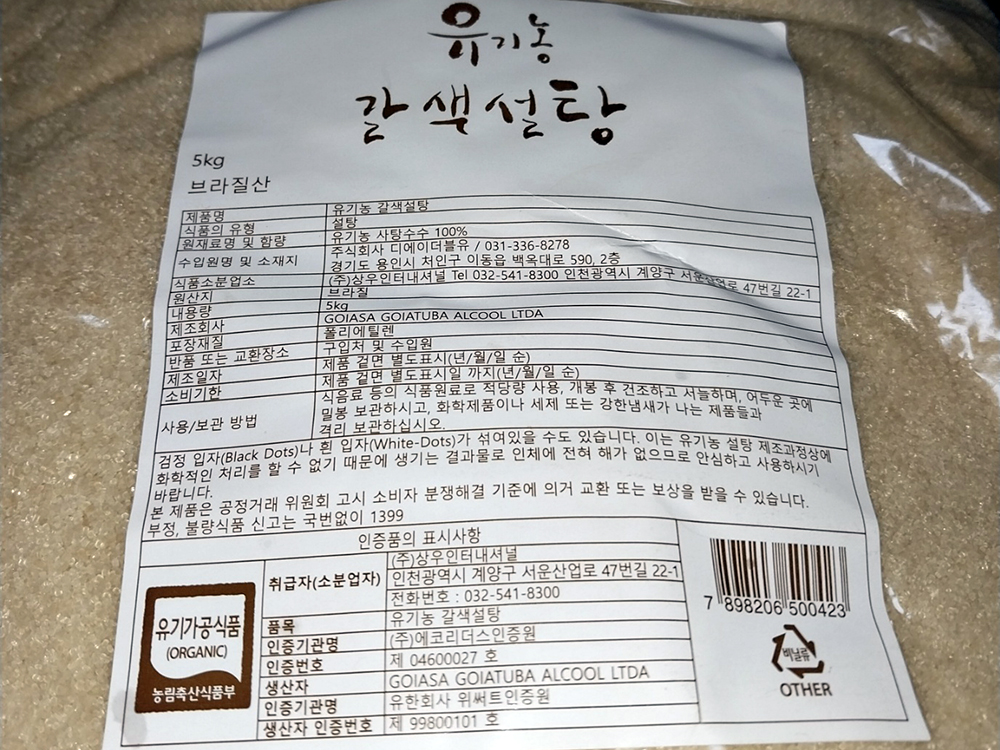 유기농
갈색설탕
5kg
브라질산
제품명 유기농 갈색설탕
식품의 유형 설탕
원재료명 및 함량 유기농 사탕수수 100%
수입원명 및 소재지 주식회사 디에이더블유 / 031-336-8278
경기도 용인시 처인구 이동읍 백옥대로 590, 2층
식품소분업소 (주)상우인터내셔널 Tel 032-541-8300 인천광역시 계양구 서운산업로 47번길 22-1
원산지 브라질
내용량 5kg
제조회사 GOIASA GOIATUBA ALCOOL LTDA
포장재질 폴리에틸렌
반품 또는 교환장소 구입처 및 수입원
제조일자 제품 겉면 별도표시(년/월/일 순)
소비기한 제품 겉면 별도표시일 까지(년/월/일 순)
사용/보관 방법 식음료 등의 식품원료로 적당량 사용, 개봉 후 건조하고 서늘하며, 어두운 곳에
밀봉 보관하시고, 화학제품이나 세제 또는 강한냄새가 나는 제품들과
격리 보관하십시오.
검정 입자(Black Dots)나 흰 입자(White-Dots)가 섞여있을 수도 있습니다. 이는 유기농 설탕 제조과정상에
화학적인 처리를 할 수 없기 때문에 생기는 결과물로 인체에 전혀 해가 없으므로 안심하고 사용하시기
바랍니다.
본 제품은 공정거래 위원회 고시 소비자 분쟁해결 기준에 의거 교환 또는 보상을 받을 수 있습니다.
부정, 불량식품 신고는 국번없이 1399
인증품의 표시사항
취급자(소분업자) (주)상우인터내셔널
인천광역시 계양구 서운산업로 47번길 22-1
전화번호 : 032-541-8300
품목 유기농 갈색설탕
인증기관명 (주)에코리더스인증원
인증번호 제 04600027 호
생산자 GOIASA GOIATUBA ALCOOL LTDA
인증기관명 유한회사 위써트인증원
생산자 인증번호 제 99800101 호
유기가공식품
(ORGANIC)
농림축산식품부
7 898206 500423
비닐류
OTHER